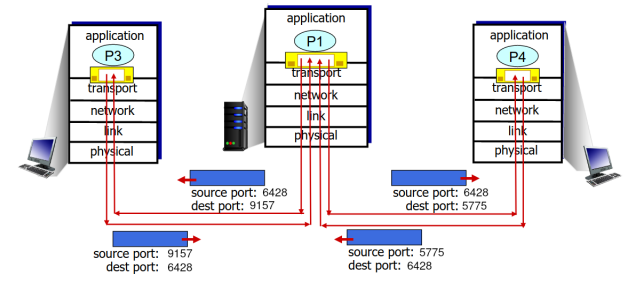 application
P3
transport
network
link
physical
application
P1
transport
network
link
physical
application
P4
transport
network
link
physical
source port: 6428
dest port: 9157
source port: 6428
dest port: 5775
source port: 9157
dest port: 6428
source port: 5775
dest port: 6428